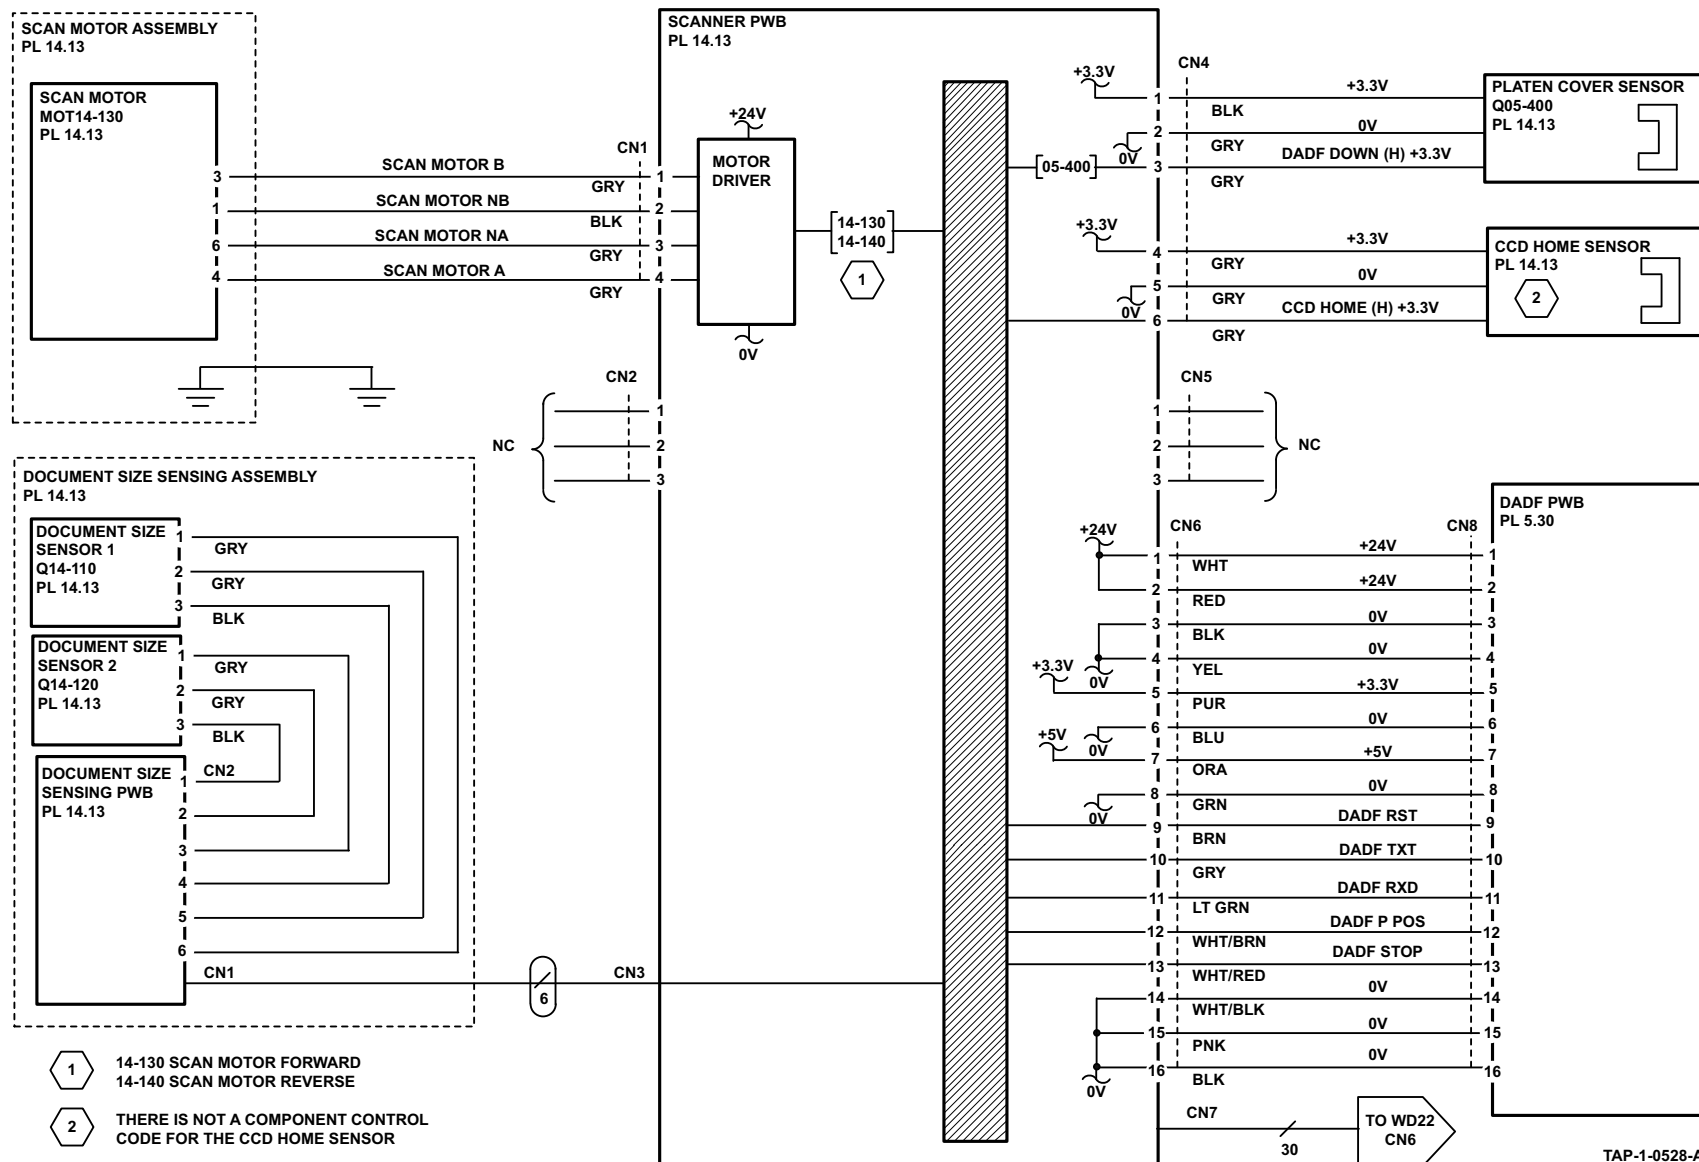 SCAN MOTOR ASSEMBLY
PL 14.13
SCAN MOTOR
MOT14-130
PL 14.13
3
1
6
4
SCAN MOTOR B
SCAN MOTOR NB
SCAN MOTOR NA
SCAN MOTOR A
GRY
BLK
GRY
GRY
CN1
1
2
3
4
SCANNER PWB
PL 14.13
+24V
MOTOR
DRIVER
0V
14-130
14-140
1
CN2
1
2
3
NC
+3.3V
0V
05-400
CN4
1
2
3
BLK
GRY
GRY
+3.3V
0V
DADF DOWN (H) +3.3V
PLATEN COVER SENSOR
Q05-400
PL 14.13
+3.3V
0V
4
5
6
GRY
GRY
GRY
+3.3V
0V
CCD HOME (H) +3.3V
CCD HOME SENSOR
PL 14.13
2
CN5
1
2
3
NC
DOCUMENT SIZE SENSING ASSEMBLY
PL 14.13
DOCUMENT SIZE
SENSOR 1
Q14-110
PL 14.13
1
2
3
GRY
GRY
BLK
DOCUMENT SIZE
SENSOR 2
Q14-120
PL 14.13
1
2
3
GRY
GRY
BLK
DOCUMENT SIZE
SENSING PWB
PL 14.13
CN2
1
2
3
4
5
6
CN1
6
CN3
DADF PWB
PL 5.30
CN6
CN8
+24V
0V
+3.3V
0V
+5V
0V
0V
1 WHT +24V 1
2 RED +24V 2
3 BLK 0V 3
4 YEL 0V 4
5 PUR +3.3V 5
6 BLU 0V 6
7 ORA +5V 7
8 GRN 0V 8
9 BRN DADF RST 9
10 GRY DADF TXT 10
11 LT GRN DADF RXD 11
12 WHT/BRN DADF P POS 12
13 WHT/RED DADF STOP 13
14 WHT/BLK 0V 14
15 PNK 0V 15
16 BLK 0V 16
CN7
30
TO WD22
CN6
1
14-130 SCAN MOTOR FORWARD
14-140 SCAN MOTOR REVERSE
2
THERE IS NOT A COMPONENT CONTROL
CODE FOR THE CCD HOME SENSOR
TAP-1-0528-A